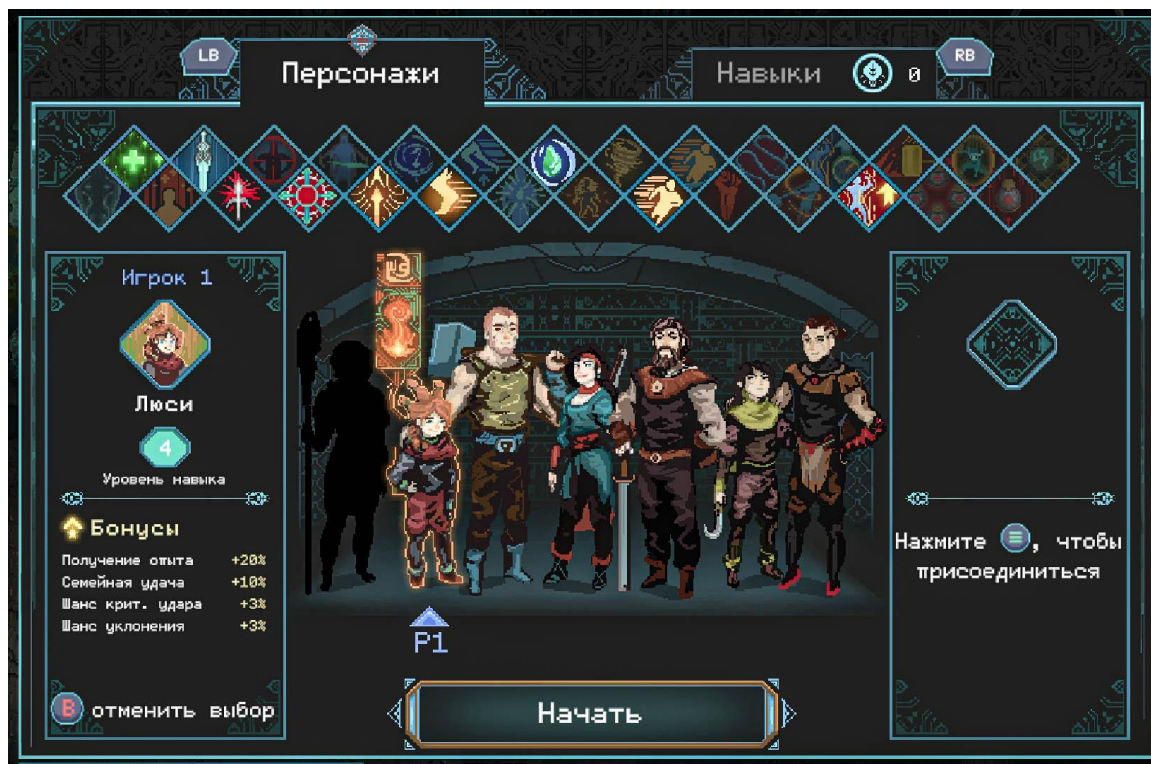 LB
Персонажи
Навыки
0
RB
Игрок 1
Люси
4
Уровень навыка
Бонусы
Получение опыта +20%
Семейная удача +10%
Шанс крит. удара +3%
Шанс уклонения +3%
B отменить выбор
P1
Начать
Нажмите , чтобы
присоединиться